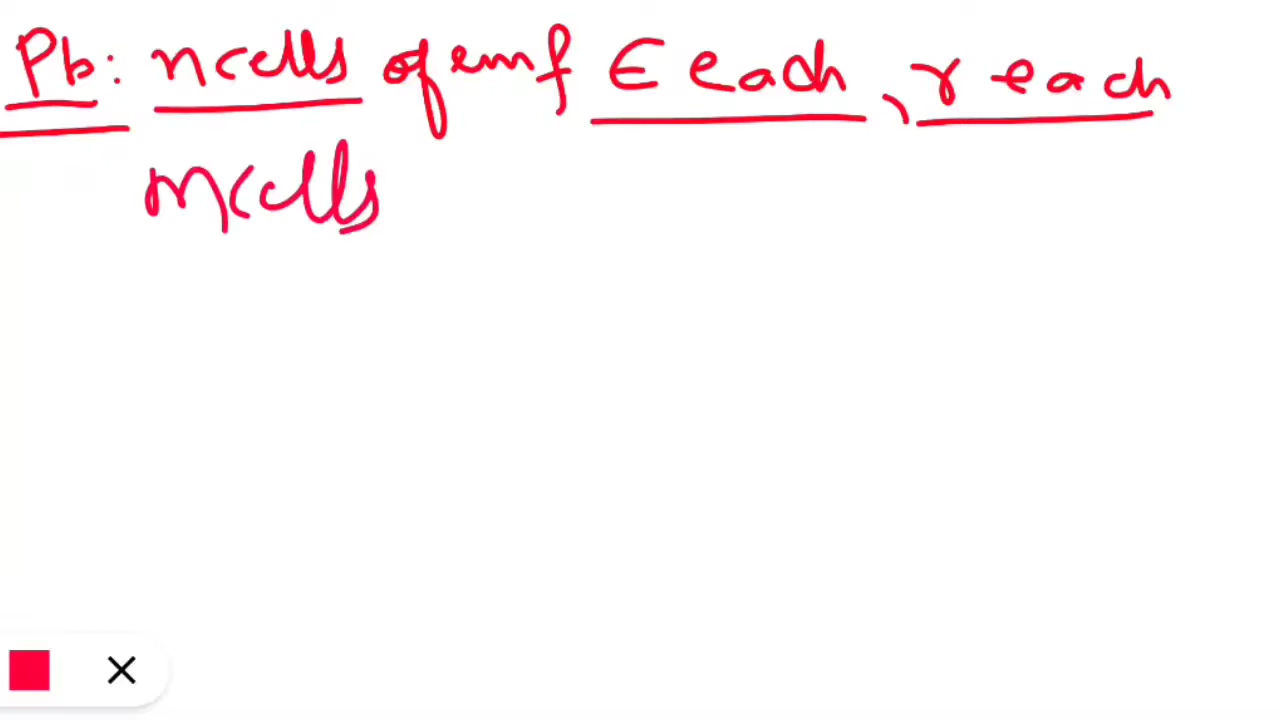 Pb: n cells of emf ε each, r each
m cells